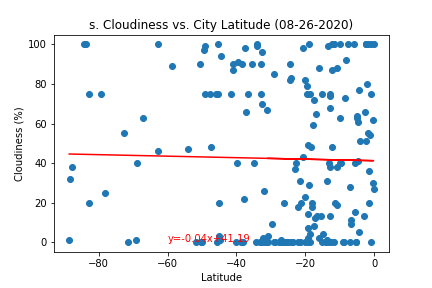 s. Cloudiness vs. City Latitude (08-26-2020)
100
80
60
40
20
0
Cloudiness (%)
y=-0.04x+41.19
−80
−60
−40
−20
0
Latitude